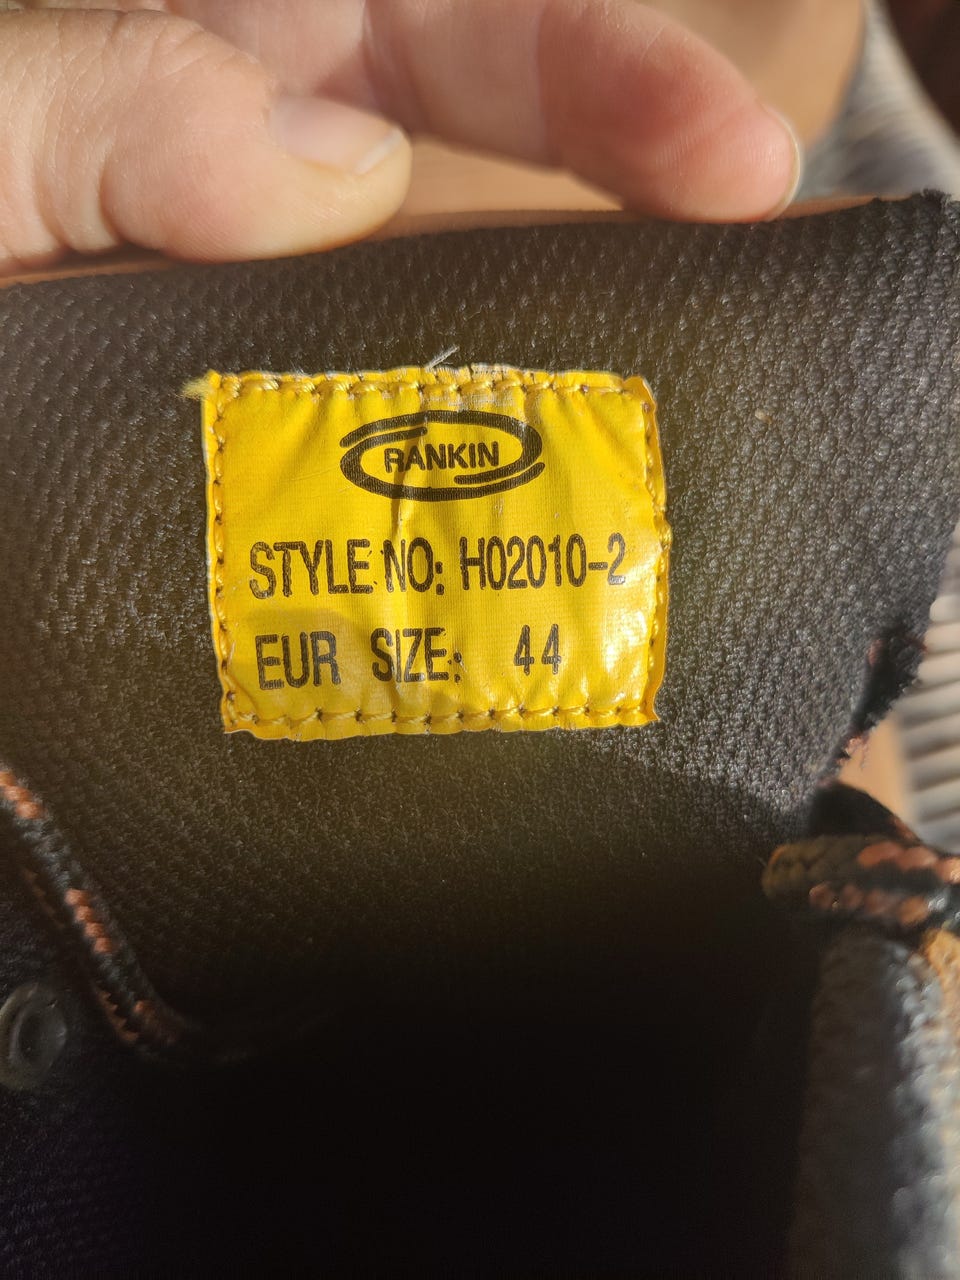 RANKIN
STYLE NO: H02010-2
EUR SIZE: 44